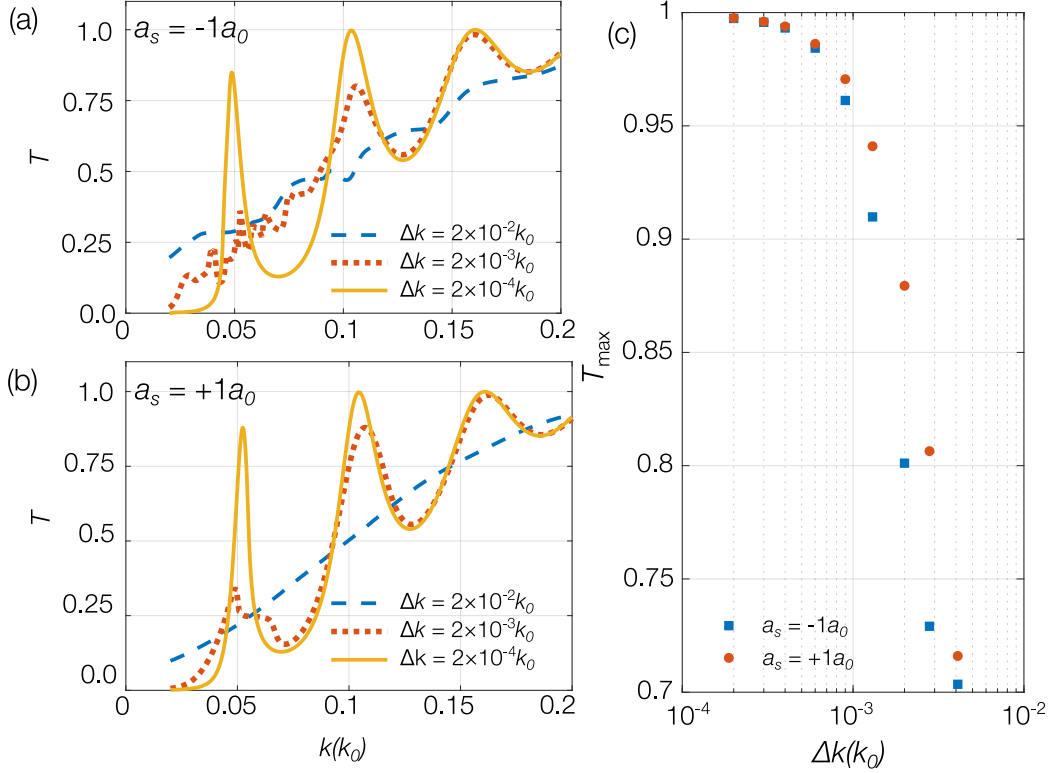 (a)
a_s = -1a_0
1.0
0.75
0.5
0.25
0.0
T
0
0.05
0.1
0.15
0.2
Δk = 2×10^-2 k_0
Δk = 2×10^-3 k_0
Δk = 2×10^-4 k_0
(b)
a_s = +1a_0
1.0
0.75
0.5
0.25
0.0
T
0
0.05
0.1
0.15
0.2
k(k_0)
Δk = 2×10^-2 k_0
Δk = 2×10^-3 k_0
Δk = 2×10^-4 k_0
(c)
1
0.95
0.9
0.85
0.8
0.75
0.7
T_max
10^-4
10^-3
10^-2
Δk(k_0)
a_s = -1a_0
a_s = +1a_0